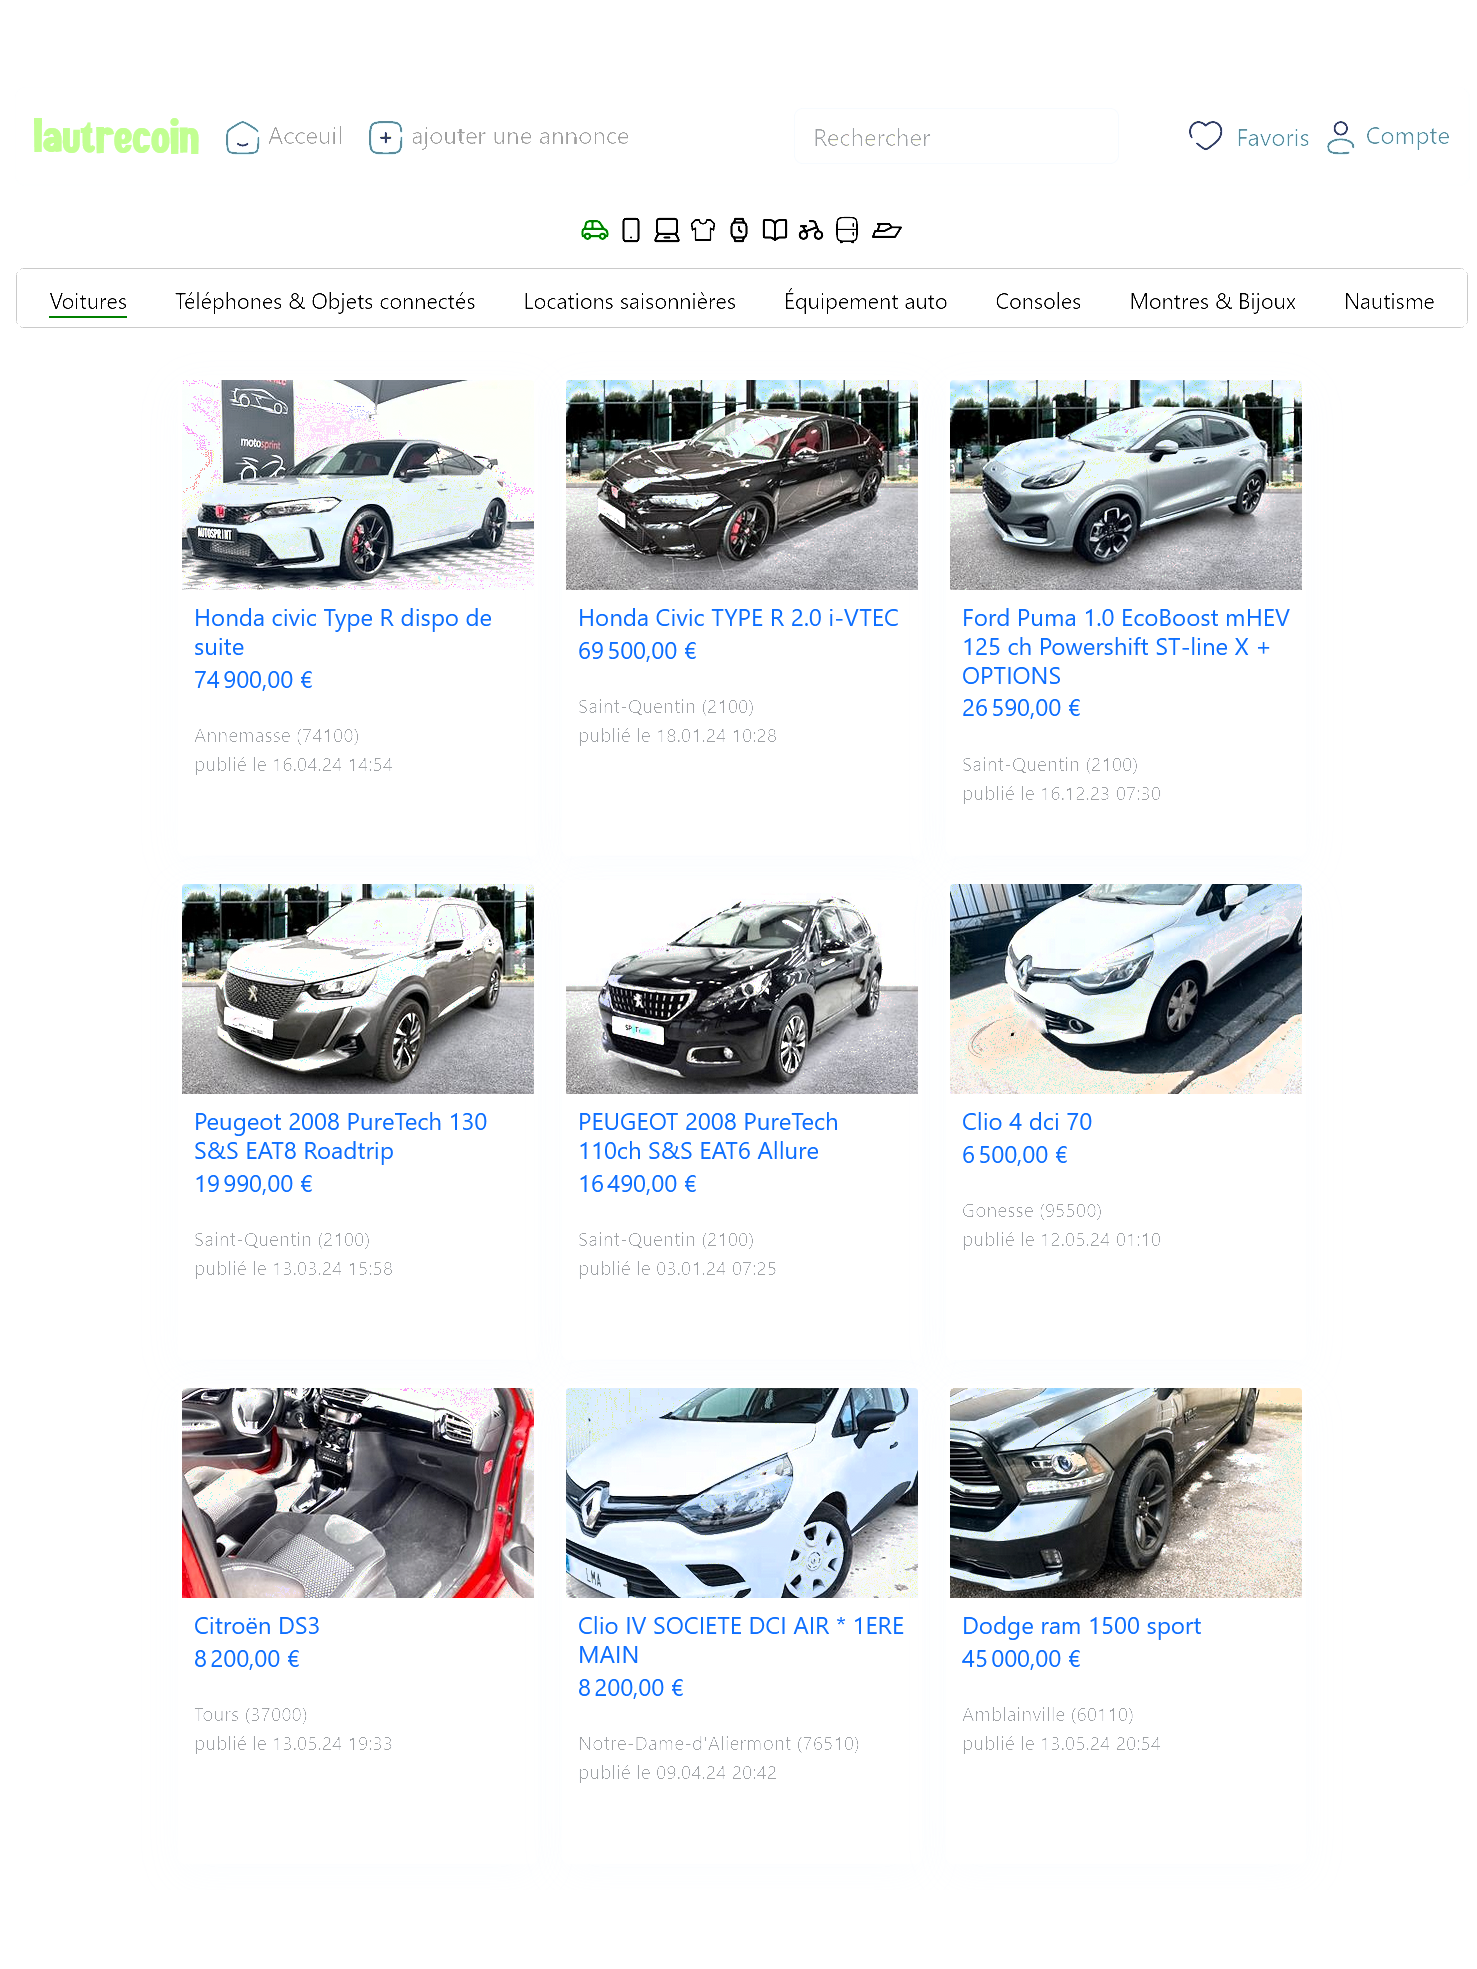 lautrecoin Acceuil ajouter une annonce Rechercher Favoris Compte
Voitures Téléphones & Objets connectés Locations saisonnières Équipement auto Consoles Montres & Bijoux Nautisme
motosprint
AUTOSPRINT
Honda civic Type R dispo de
suite
74 900,00 €
Annemasse (74100)
publié le 16.04.24 14:54
Honda Civic TYPE R 2.0 i-VTEC
69 500,00 €
Saint-Quentin (2100)
publié le 18.01.24 10:28
Ford Puma 1.0 EcoBoost mHEV
125 ch Powershift ST-line X +
OPTIONS
26 590,00 €
Saint-Quentin (2100)
publié le 16.12.23 07:30
Peugeot 2008 PureTech 130
S&S EAT8 Roadtrip
19 990,00 €
Saint-Quentin (2100)
publié le 13.03.24 15:58
PEUGEOT 2008 PureTech
110ch S&S EAT6 Allure
16 490,00 €
Saint-Quentin (2100)
publié le 03.01.24 07:25
Clio 4 dci 70
6 500,00 €
Gonesse (95500)
publié le 12.05.24 01:10
Citroën DS3
8 200,00 €
Tours (37000)
publié le 13.05.24 19:33
LMA
Clio IV SOCIETE DCI AIR * 1ERE
MAIN
8 200,00 €
Notre-Dame-d'Aliermont (76510)
publié le 09.04.24 20:42
Dodge ram 1500 sport
45 000,00 €
Amblainville (60110)
publié le 13.05.24 20:54